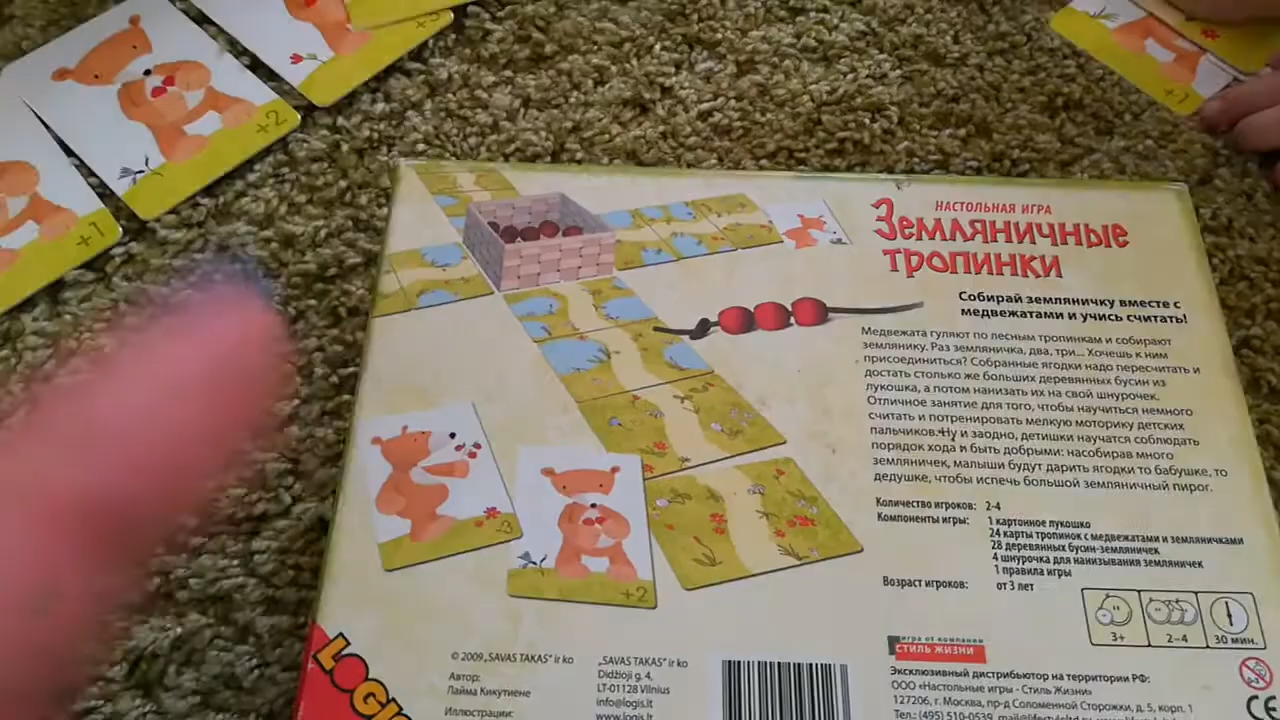 +2
+1
НАСТОЛЬНАЯ ИГРА
Земляничные
тропинки
Собирай земляничку вместе с
медвежатами и учись считать!
Медвежата гуляют по лесным тропинкам и собирают
землянику. Раз земляничка, два, три... Хочешь к ним
присоединиться? Собранные ягодки надо пересчитать и
достать столько же больших деревянных бусин из
лукошка, а потом нанизать их на свой шнурочек.
Отличное занятие для того, чтобы научиться немного
считать и потренировать мелкую моторику детских
пальчиков. Ну и заодно, детишки научатся соблюдать
порядок хода и быть добрыми: насобирав много
земляничек, малыши будут дарить ягодки то бабушке, то
дедушке, чтобы испечь большой земляничный пирог.
Количество игроков: 2-4
Компоненты игры: 1 картонное лукошко
24 карты тропинок с медвежатами и земляничками
28 деревянных бусин-земляничек
4 шнурочка для нанизывания земляничек
1 правила игры
Возраст игроков: от 3 лет
-3
+2
3+
2-4
30 мин.
LOGIS
© 2009 „SAVAS TAKAS" ir ko
Автор:
Лайма Кикутиене
Иллюстрации:
„SAVAS TAKAS" ir ko
Didžioji g. 4,
LT-01128 Vilnius
info@logis.lt
www.logis.lt
игра от компании
СТИЛЬ ЖИЗНИ
Эксклюзивный дистрибьютор на территории РФ:
ООО «Настольные игры - Стиль Жизни»
127206, г. Москва, пр-д Соломенной Сторожки, д. 5, корп. 1
Тел.: (495) 510-0539
CE